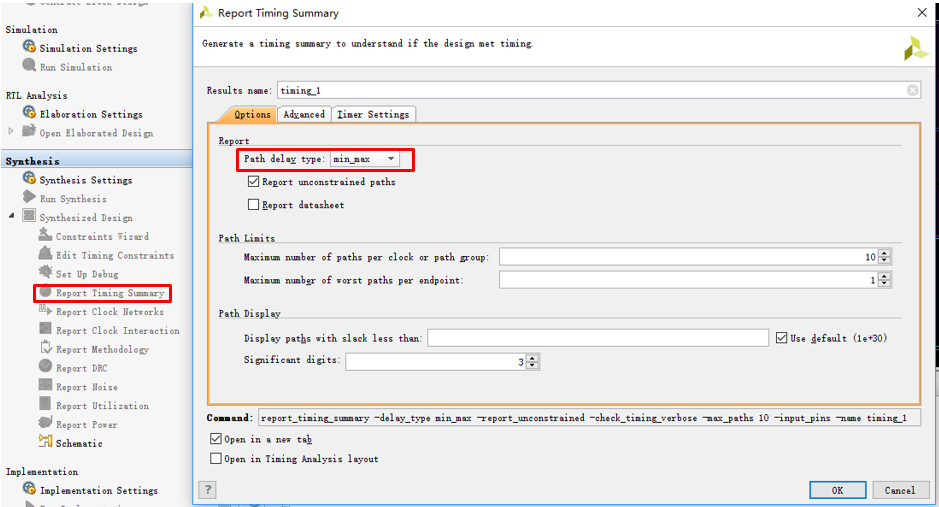 Simulation
Simulation Settings
Run Simulation
RTL Analysis
Elaboration Settings
Open Elaborated Design
Synthesis
Synthesis Settings
Run Synthesis
Synthesized Design
Constraints Wizard
Edit Timing Constraints
Set Up Debug
Report Timing Summary
Report Clock Networks
Report Clock Interaction
Report Methodology
Report DRC
Report Noise
Report Utilization
Report Power
Schematic
Implementation
Implementation Settings
Report Timing Summary
Generate a timing summary to understand if the design met timing.
Results name: timing_1
Options Advanced Timer Settings
Report
Path delay type: min_max
Report unconstrained paths
Report datasheet
Path Limits
Maximum number of paths per clock or path group: 10
Maximum number of worst paths per endpoint: 1
Path Display
Display paths with slack less than: Use default (1e+30)
Significant digits: 3
Command: report_timing_summary -delay_type min_max -report_unconstrained -check_timing_verbose -max_paths 10 -input_pins -name timing_1
Open in a new tab
Open in Timing Analysis layout
? OK Cancel